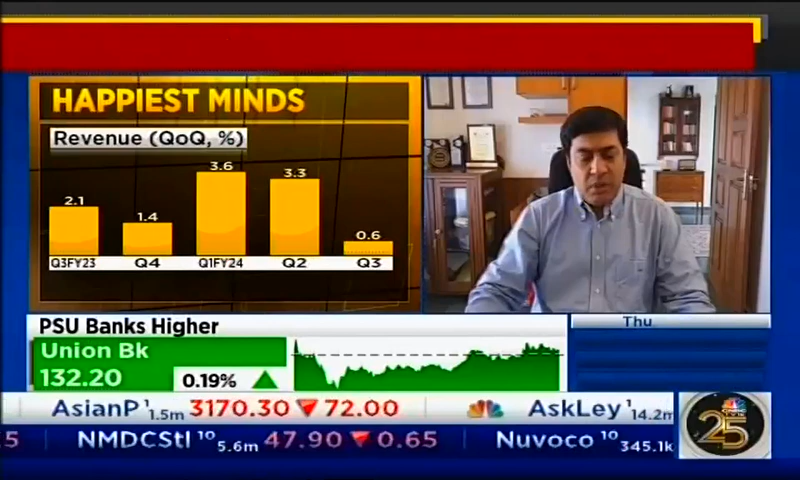 HAPPIEST MINDS
Revenue (QoQ, %)
2.1 1.4 3.6 3.3 0.6
Q3FY23 Q4 Q1FY24 Q2 Q3
PSU Banks Higher
Union Bk
132.20 0.19%
Thu
AsianP 1 1.5m 3170.30 72.00 AskLey 1 14.2m
5 NMDCStl 10 5.6m 47.90 0.65 Nuvoco 10 345.1k
25